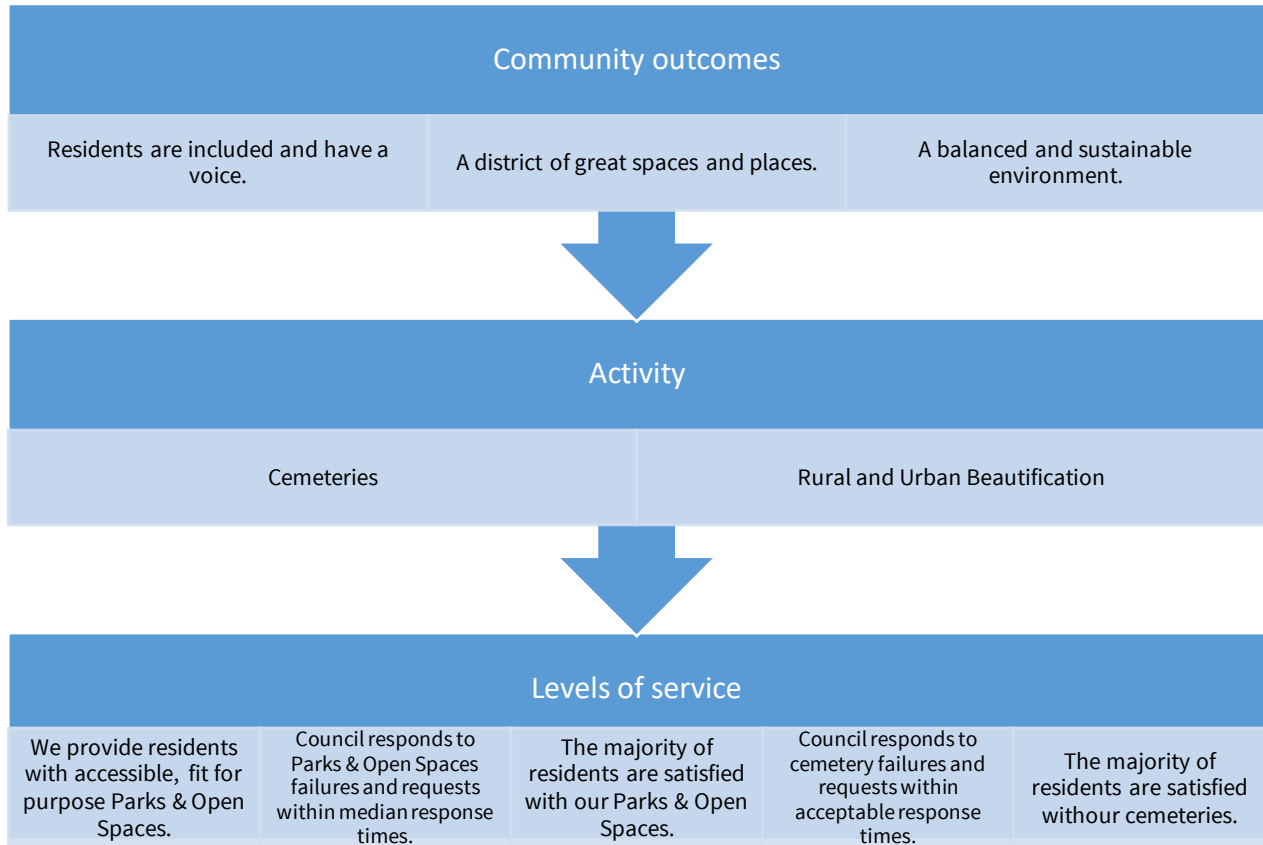 Community outcomes
Residents are included and have a
voice.
A district of great spaces and places.
A balanced and sustainable
environment.
Activity
Cemeteries
Rural and Urban Beautification
Levels of service
We provide residents
with accessible, fit for
purpose Parks & Open
Spaces.
Council responds to
Parks & Open Spaces
failures and requests
within median response
times.
The majority of
residents are satisfied
with our Parks & Open
Spaces.
Council responds to
cemetery failures and
requests within
acceptable response
times.
The majority of
residents are satisfied
withour cemeteries.